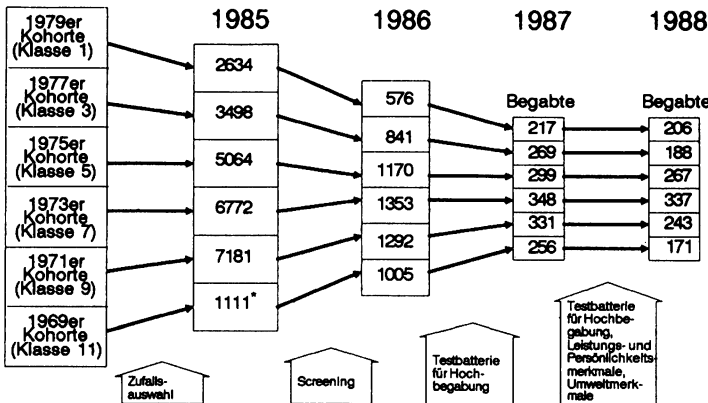 1985 1986 1987 1988
1979er
Kohorte
(Klasse 1)
1977er
Kohorte
(Klasse 3)
1975er
Kohorte
(Klasse 5)
1973er
Kohorte
(Klasse 7)
1971er
Kohorte
(Klasse 9)
1969er
Kohorte
(Klasse 11)
2634
3498
5064
6772
7181
1111*
576
841
1170
1353
1292
1005
Begabte
217
269
299
348
331
256
Begabte
206
188
267
337
243
171
Zufalls-
auswahl
Screening
Testbatterie
für Hoch-
begabung
Testbatterie
für Hochbe-
gabung,
Leistungs- und
Persönlichkeits-
merkmale,
Umweltmerk-
male